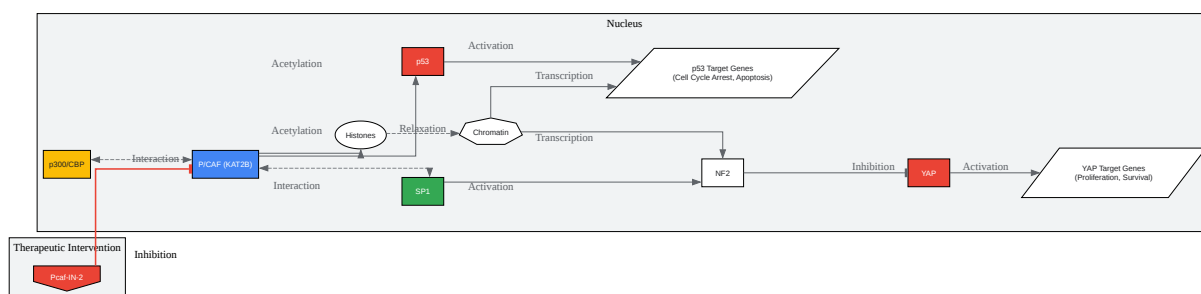 Nucleus
Activation
p53
Acetylation
p53 Target Genes
(Cell Cycle Arrest, Apoptosis)
Transcription
Acetylation
Histones
Relaxation
Chromatin
Transcription
p300/CBP
Interaction
P/CAF (KAT2B)
Interaction
SP1
Activation
NF2
Inhibition
YAP
Activation
YAP Target Genes
(Proliferation, Survival)
Therapeutic Intervention
Inhibition
Pcaf-IN-2